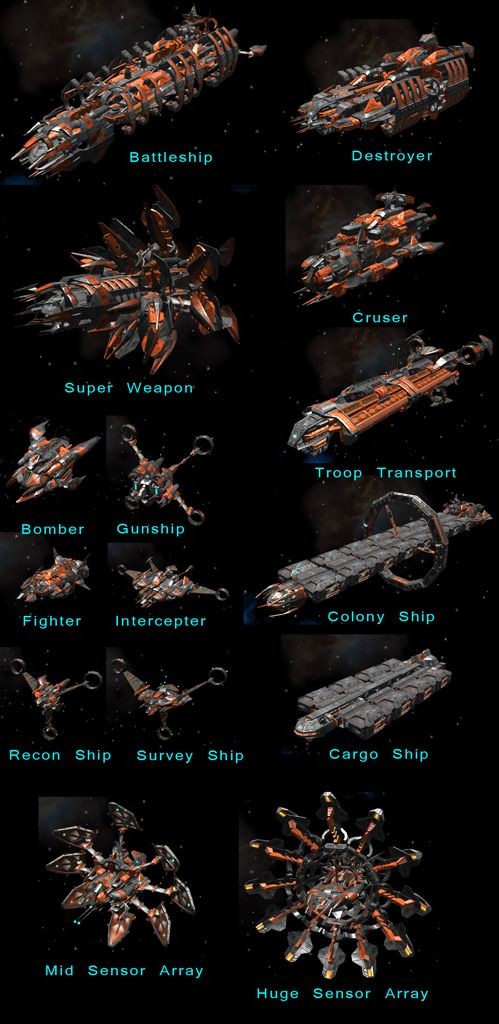 Battleship
Destroyer
Super Weapon
Cruser
Troop Transport
Bomber
Gunship
Fighter
Intercepter
Colony Ship
Recon Ship
Survey Ship
Cargo Ship
Mid Sensor Array
Huge Sensor Array